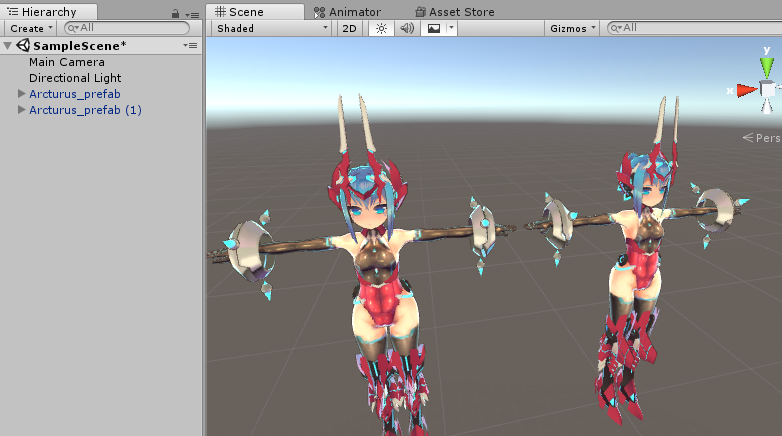 Hierarchy
Create
All
SampleScene*
Main Camera
Directional Light
Arcturus_prefab
Arcturus_prefab (1)
Scene Animator Asset Store
Shaded 2D Gizmos All
y
x
Pers